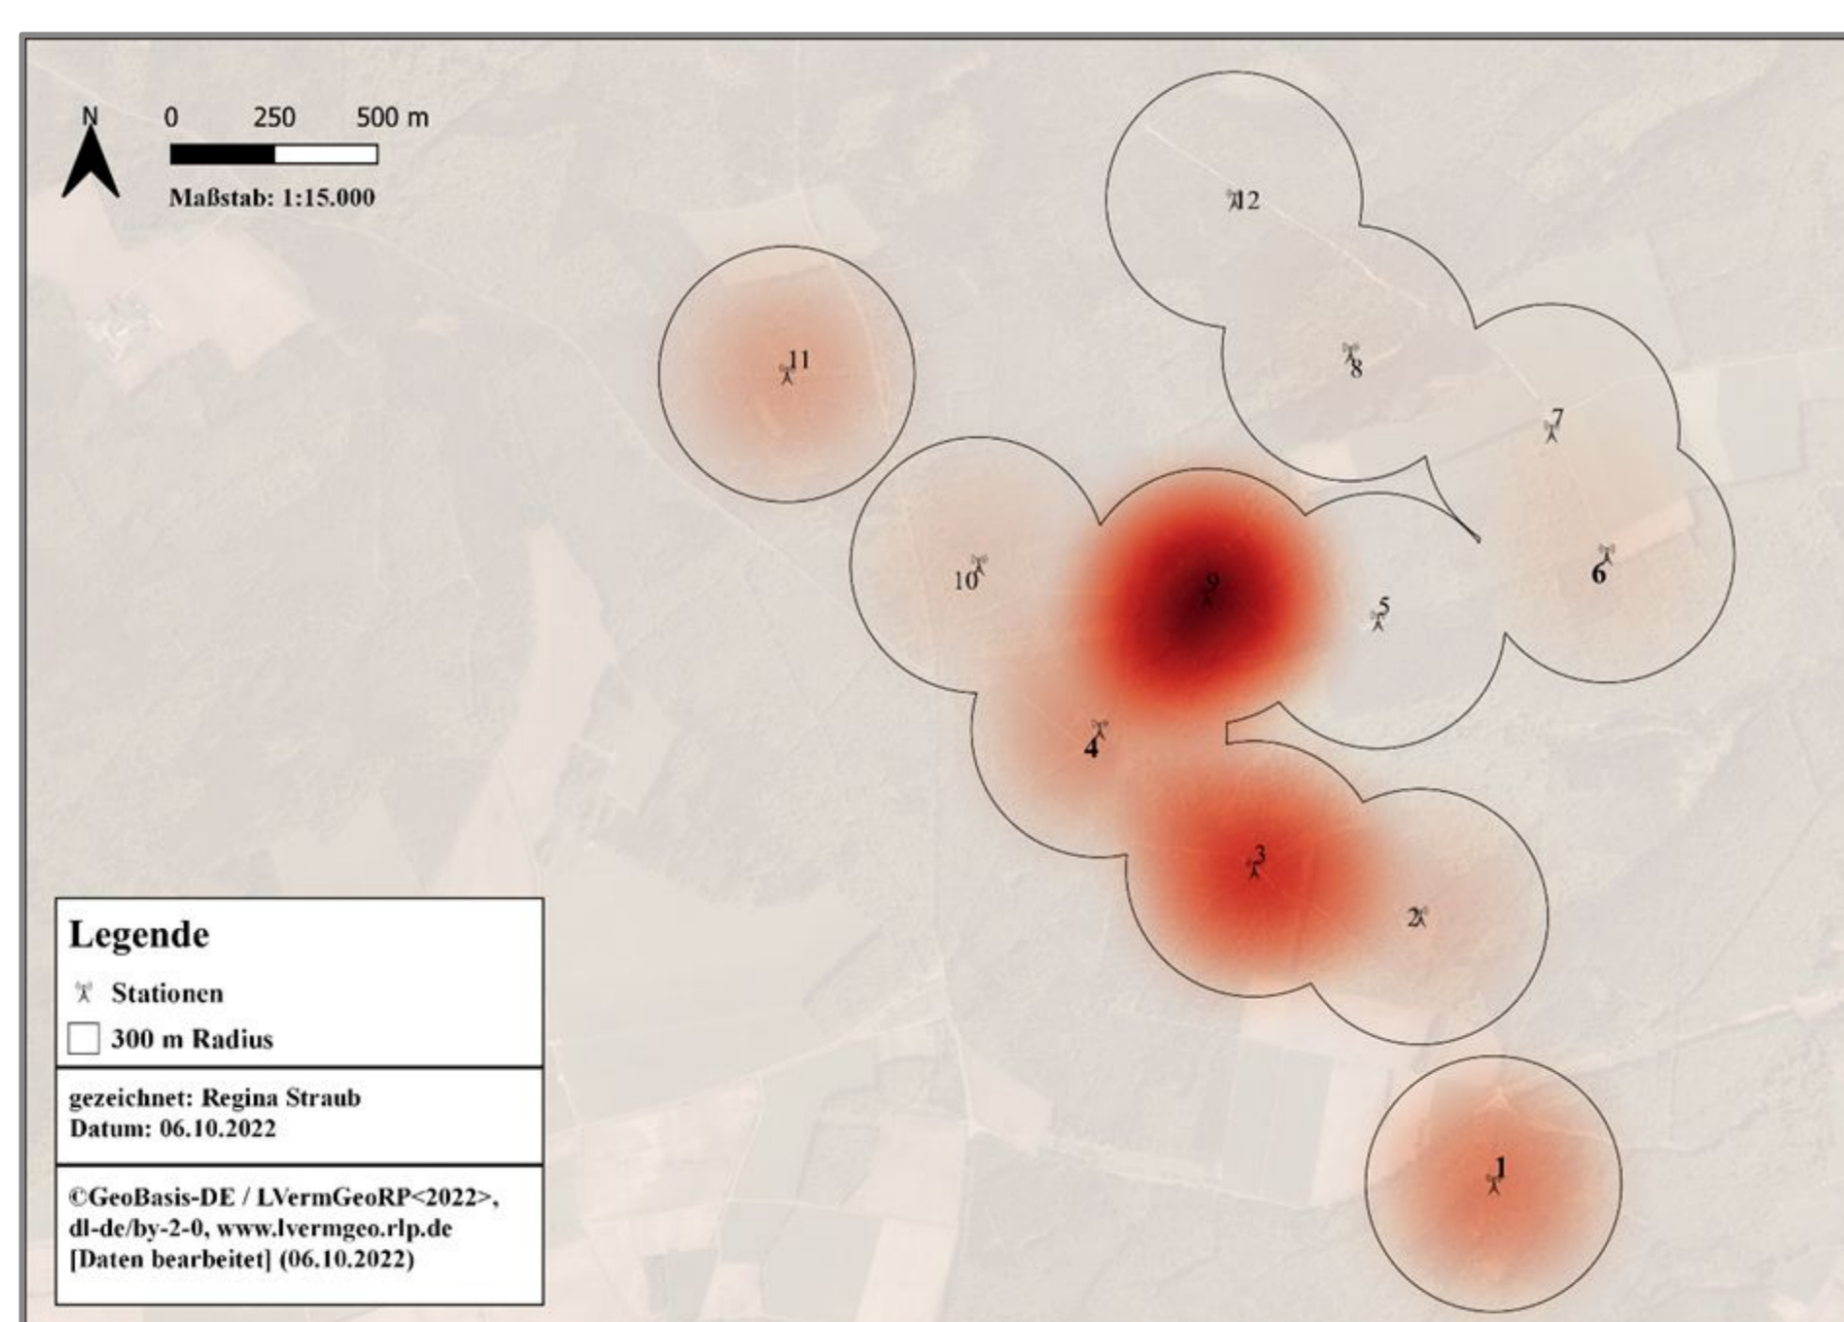 N
0 250 500 m
Maßstab: 1:15.000
12
11
8
7
10
9
5
6
4
3
2
1
Legende
Stationen
300 m Radius
gezeichnet: Regina Straub
Datum: 06.10.2022
©GeoBasis-DE / LVermGeoRP<2022>,
dl-de/by-2-0, www.lvermgeo.rlp.de
[Daten bearbeitet] (06.10.2022)